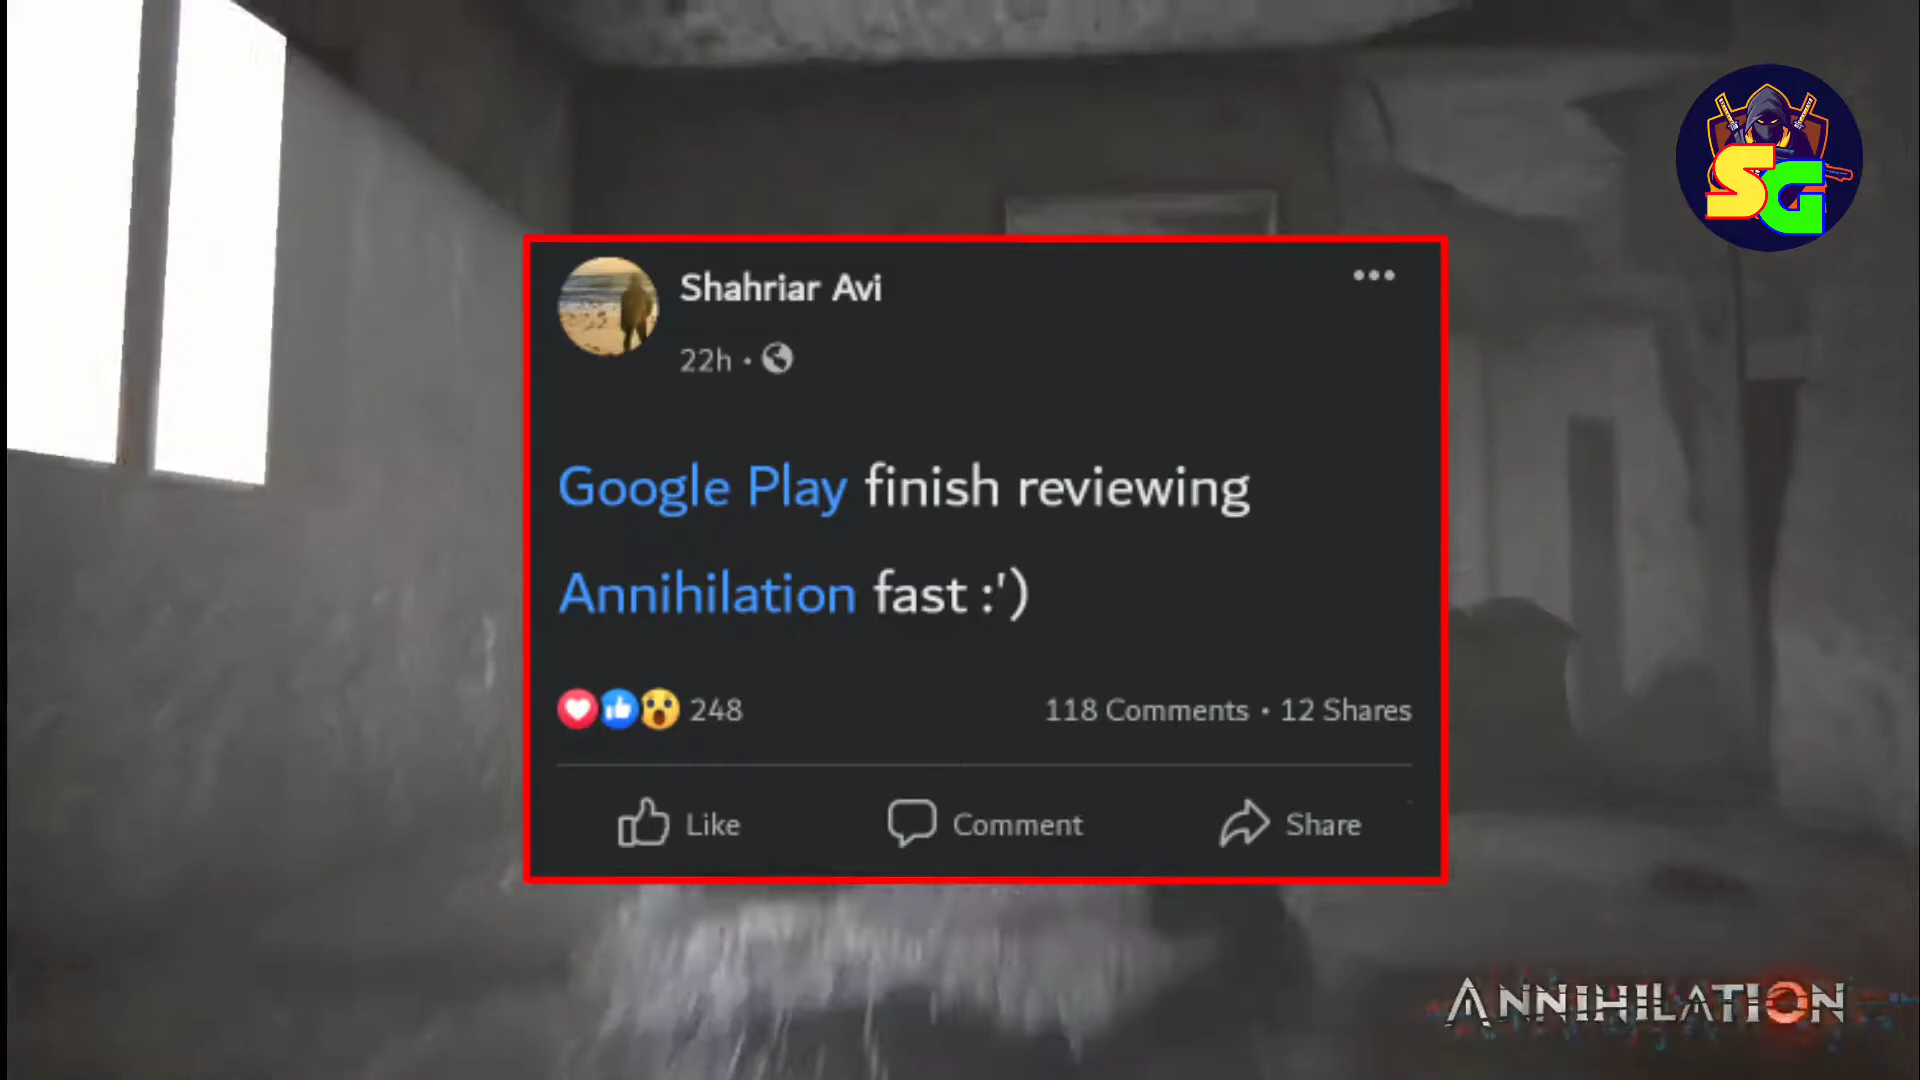 SG
Shahriar Avi
22h •
Google Play finish reviewing
Annihilation fast :')
248
118 Comments • 12 Shares
Like
Comment
Share
ANNIHILATION